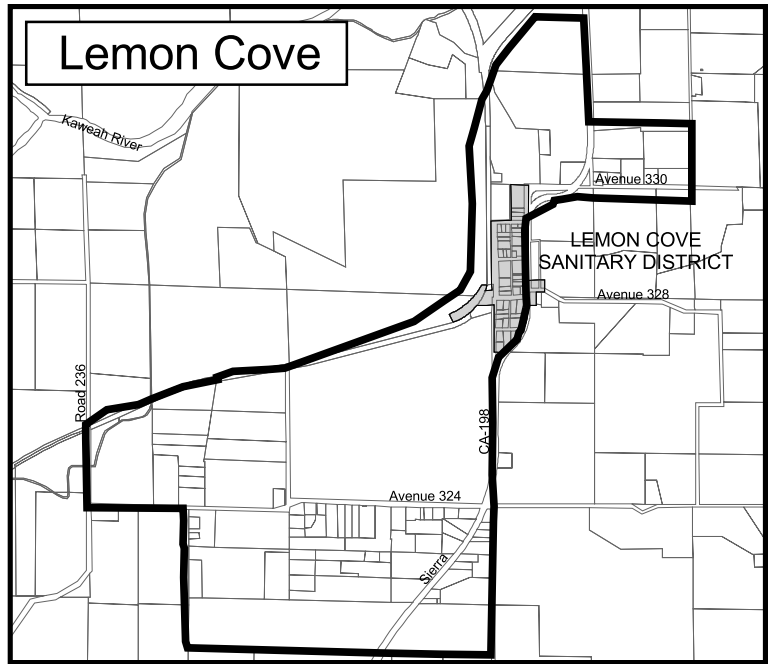 Lemon Cove
Kaweah River
Avenue 330
LEMON COVE
SANITARY DISTRICT
Avenue 328
Road 236
CA-198
Avenue 324
Sierra